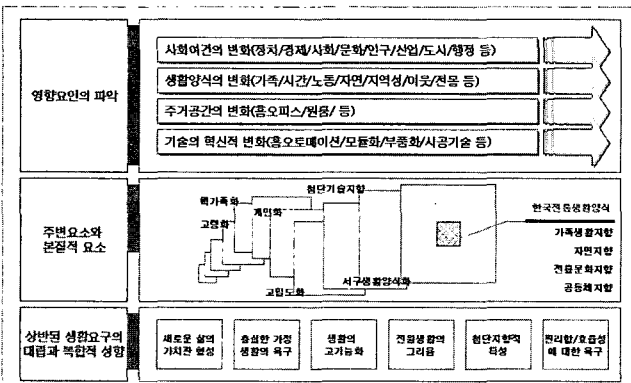 영향요인의 파악
사회여건의 변화(정치/경제/사회/문화/인구/산업/도시/행정 등)
생활양식의 변화(가족/시간/노동/자연/지역성/이웃/전통 등)
주거공간의 변화(홈오피스/원룸/ 등)
기술의 혁신적 변화(홈오토메이션/모듈화/부품화/시공기술 등)
주변요소와
본질적 요소
핵가족화
고령화
개인화
첨단기술지향
고밀도화
서구생활양식화
한국전통생활양식
가족생활지향
자연지향
전통문화지향
공동체지향
상반된 생활요구의
대립과 복합적 성향
새로운 삶의
가치관 형성
충실한 가정
생활의 욕구
생활의
고기능화
전원생활의
그리움
첨단지향적
특성
편리함/효율성
에 대한 욕구